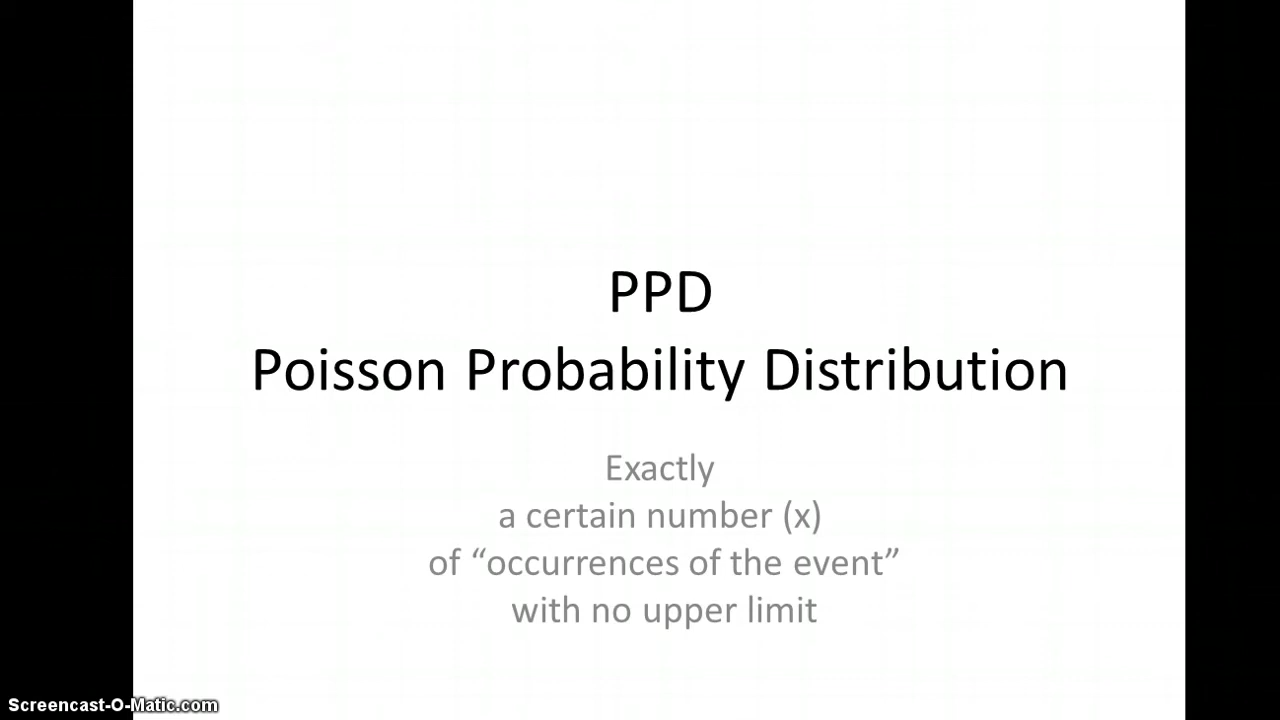 PPD
Poisson Probability Distribution
Exactly
a certain number (x)
of “occurrences of the event”
with no upper limit
Screencast-O-Matic.com